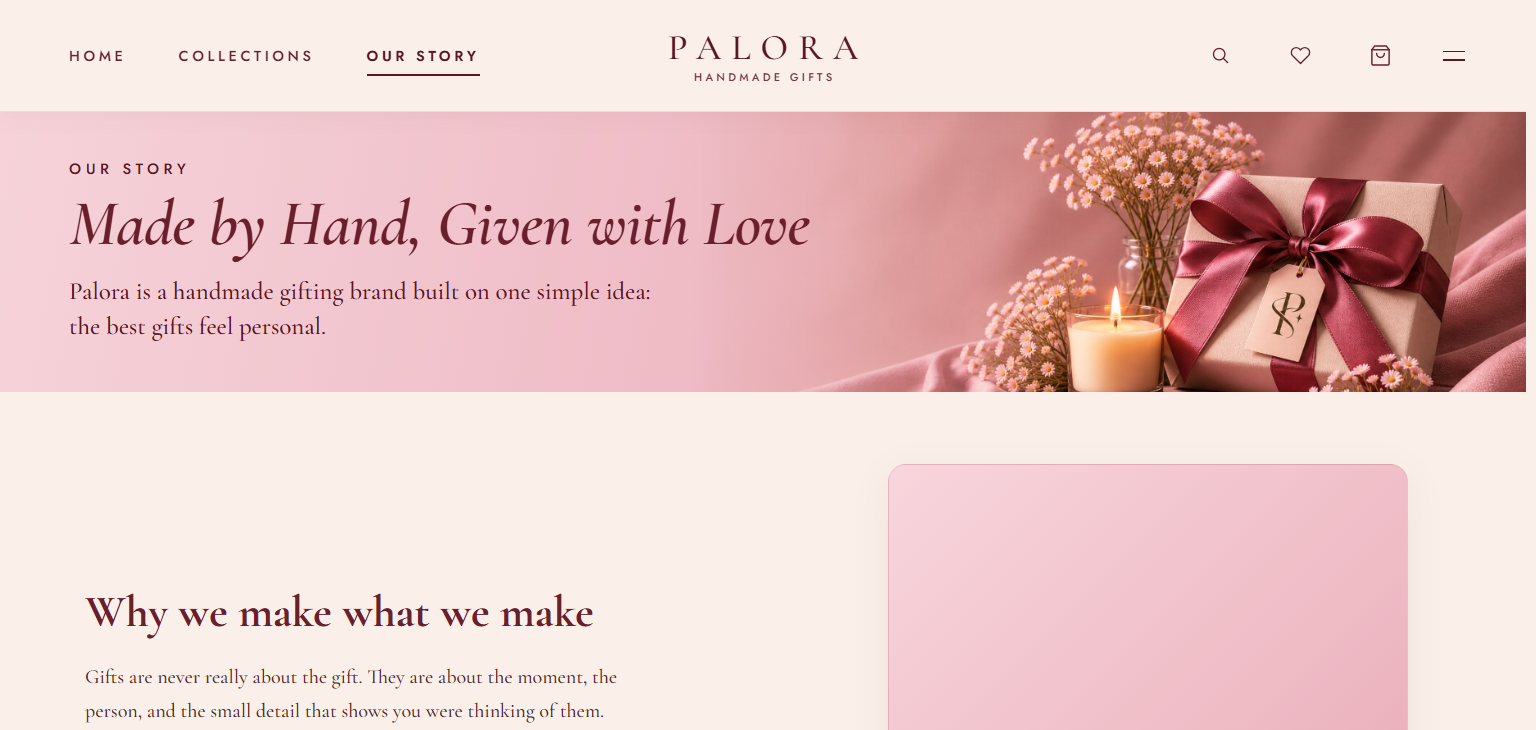 HOME
COLLECTIONS
OUR STORY
PALORA
HANDMADE GIFTS
OUR STORY
Made by Hand, Given with Love
Palora is a handmade gifting brand built on one simple idea:
the best gifts feel personal.
Why we make what we make
Gifts are never really about the gift. They are about the moment, the
person, and the small detail that shows you were thinking of them.